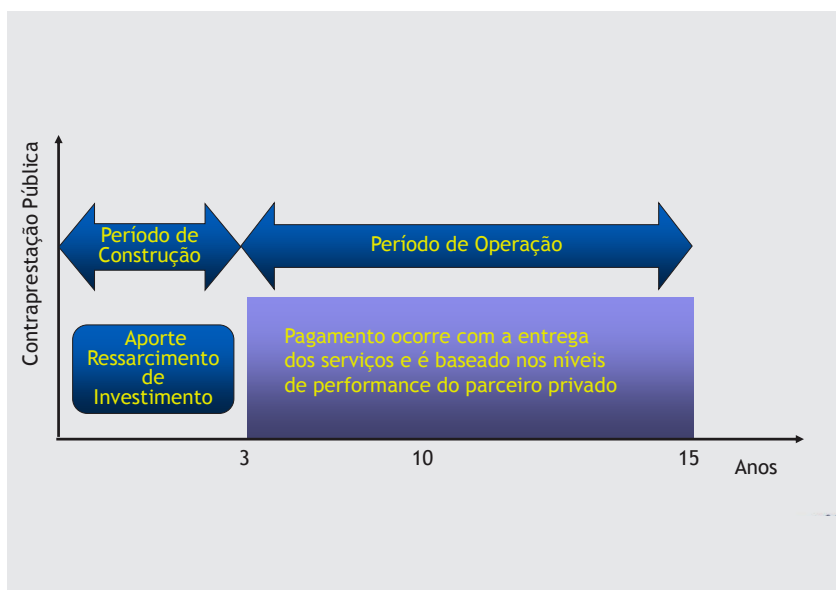 Contraprestação Pública
Período de
Construção
Período de Operação
Aporte
Ressarcimento
de
Investimento
Pagamento ocorre com a entrega
dos serviços e é baseado nos níveis
de performance do parceiro privado
3
10
15
Anos